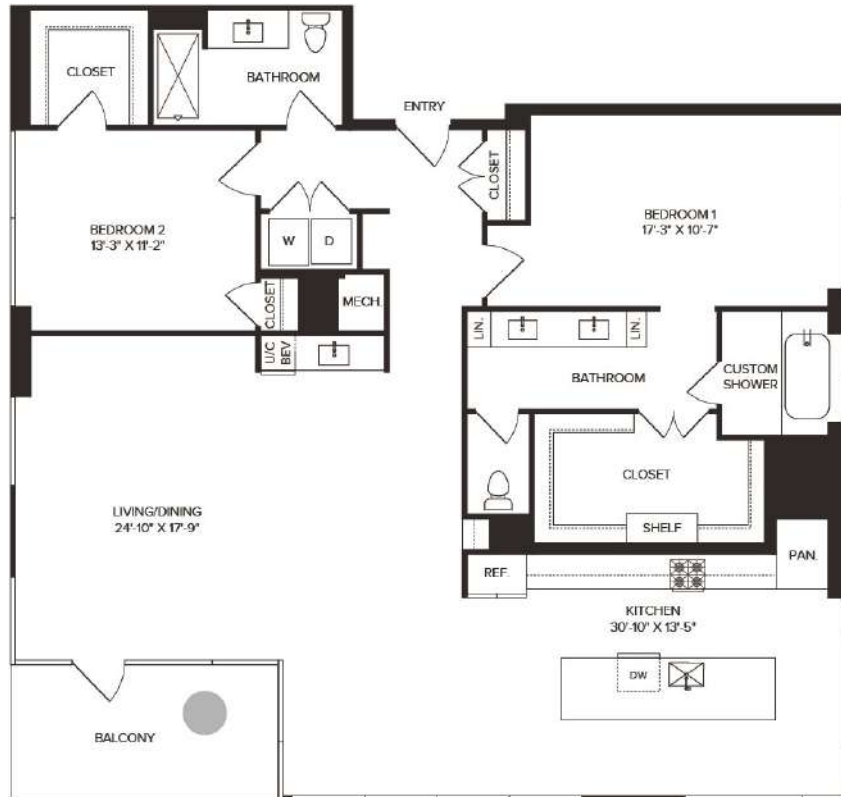 CLOSET
BATHROOM
ENTRY
CLOSET
BEDROOM 1
17'-3" X 10'-7"
BEDROOM 2
13'-3" X 11'-2"
W
D
CLOSET
MECH.
U/C
BEV
LIN.
LIN.
BATHROOM
CUSTOM
SHOWER
CLOSET
SHELF
LIVING/DINING
24'-10" X 17'-9"
REF.
PAN.
KITCHEN
30'-10" X 13'-5"
DW
BALCONY